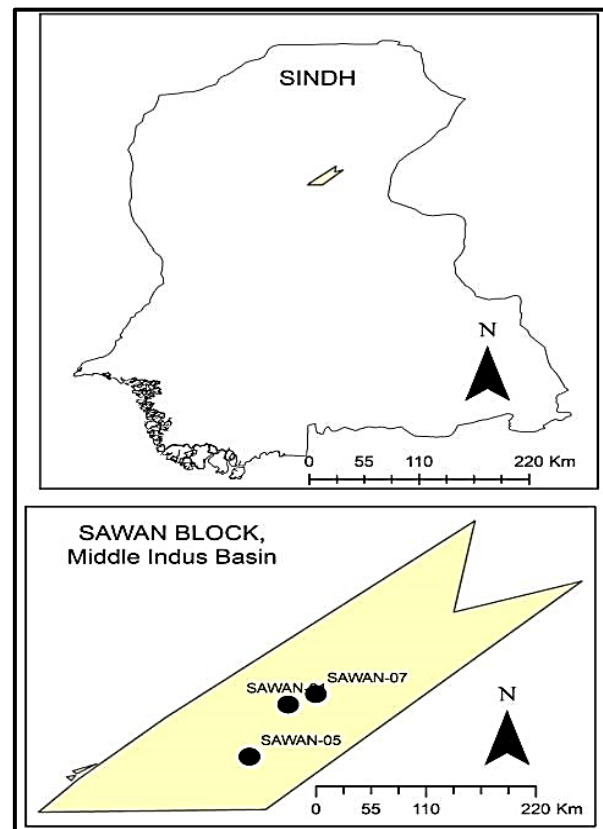 SINDH
N
0 55 110 220 Km
SAWAN BLOCK,
Middle Indus Basin
SAWAN-07
SAWAN-
SAWAN-05
N
0 55 110 220 Km